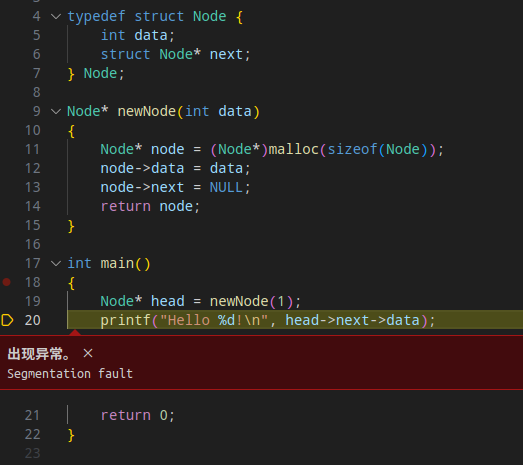 4 typedef struct Node {
5     int data;
6     struct Node* next;
7 } Node;
8
9 Node* newNode(int data)
10 {
11     Node* node = (Node*)malloc(sizeof(Node));
12     node->data = data;
13     node->next = NULL;
14     return node;
15 }
16
17 int main()
18 {
19     Node* head = newNode(1);
20     printf("Hello %d!\n", head->next->data);
出现异常。 ×
Segmentation fault
21     return 0;
22 }
23